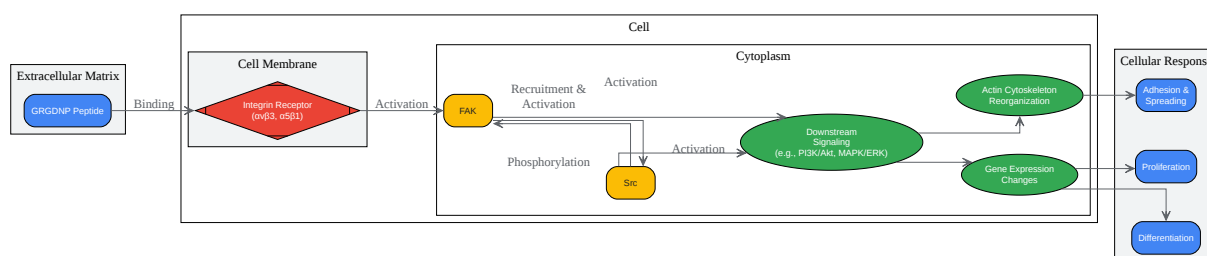 Cell
Extracellular Matrix
GRGDNP Peptide
Binding
Cell Membrane
Integrin Receptor
(αvβ3, α5β1)
Activation
Cytoplasm
FAK
Recruitment &
Activation
Activation
Phosphorylation
Src
Activation
Downstream
Signaling
(e.g., PI3K/Akt, MAPK/ERK)
Actin Cytoskeleton
Reorganization
Gene Expression
Changes
Cellular Respons
Adhesion &
Spreading
Proliferation
Differentiation